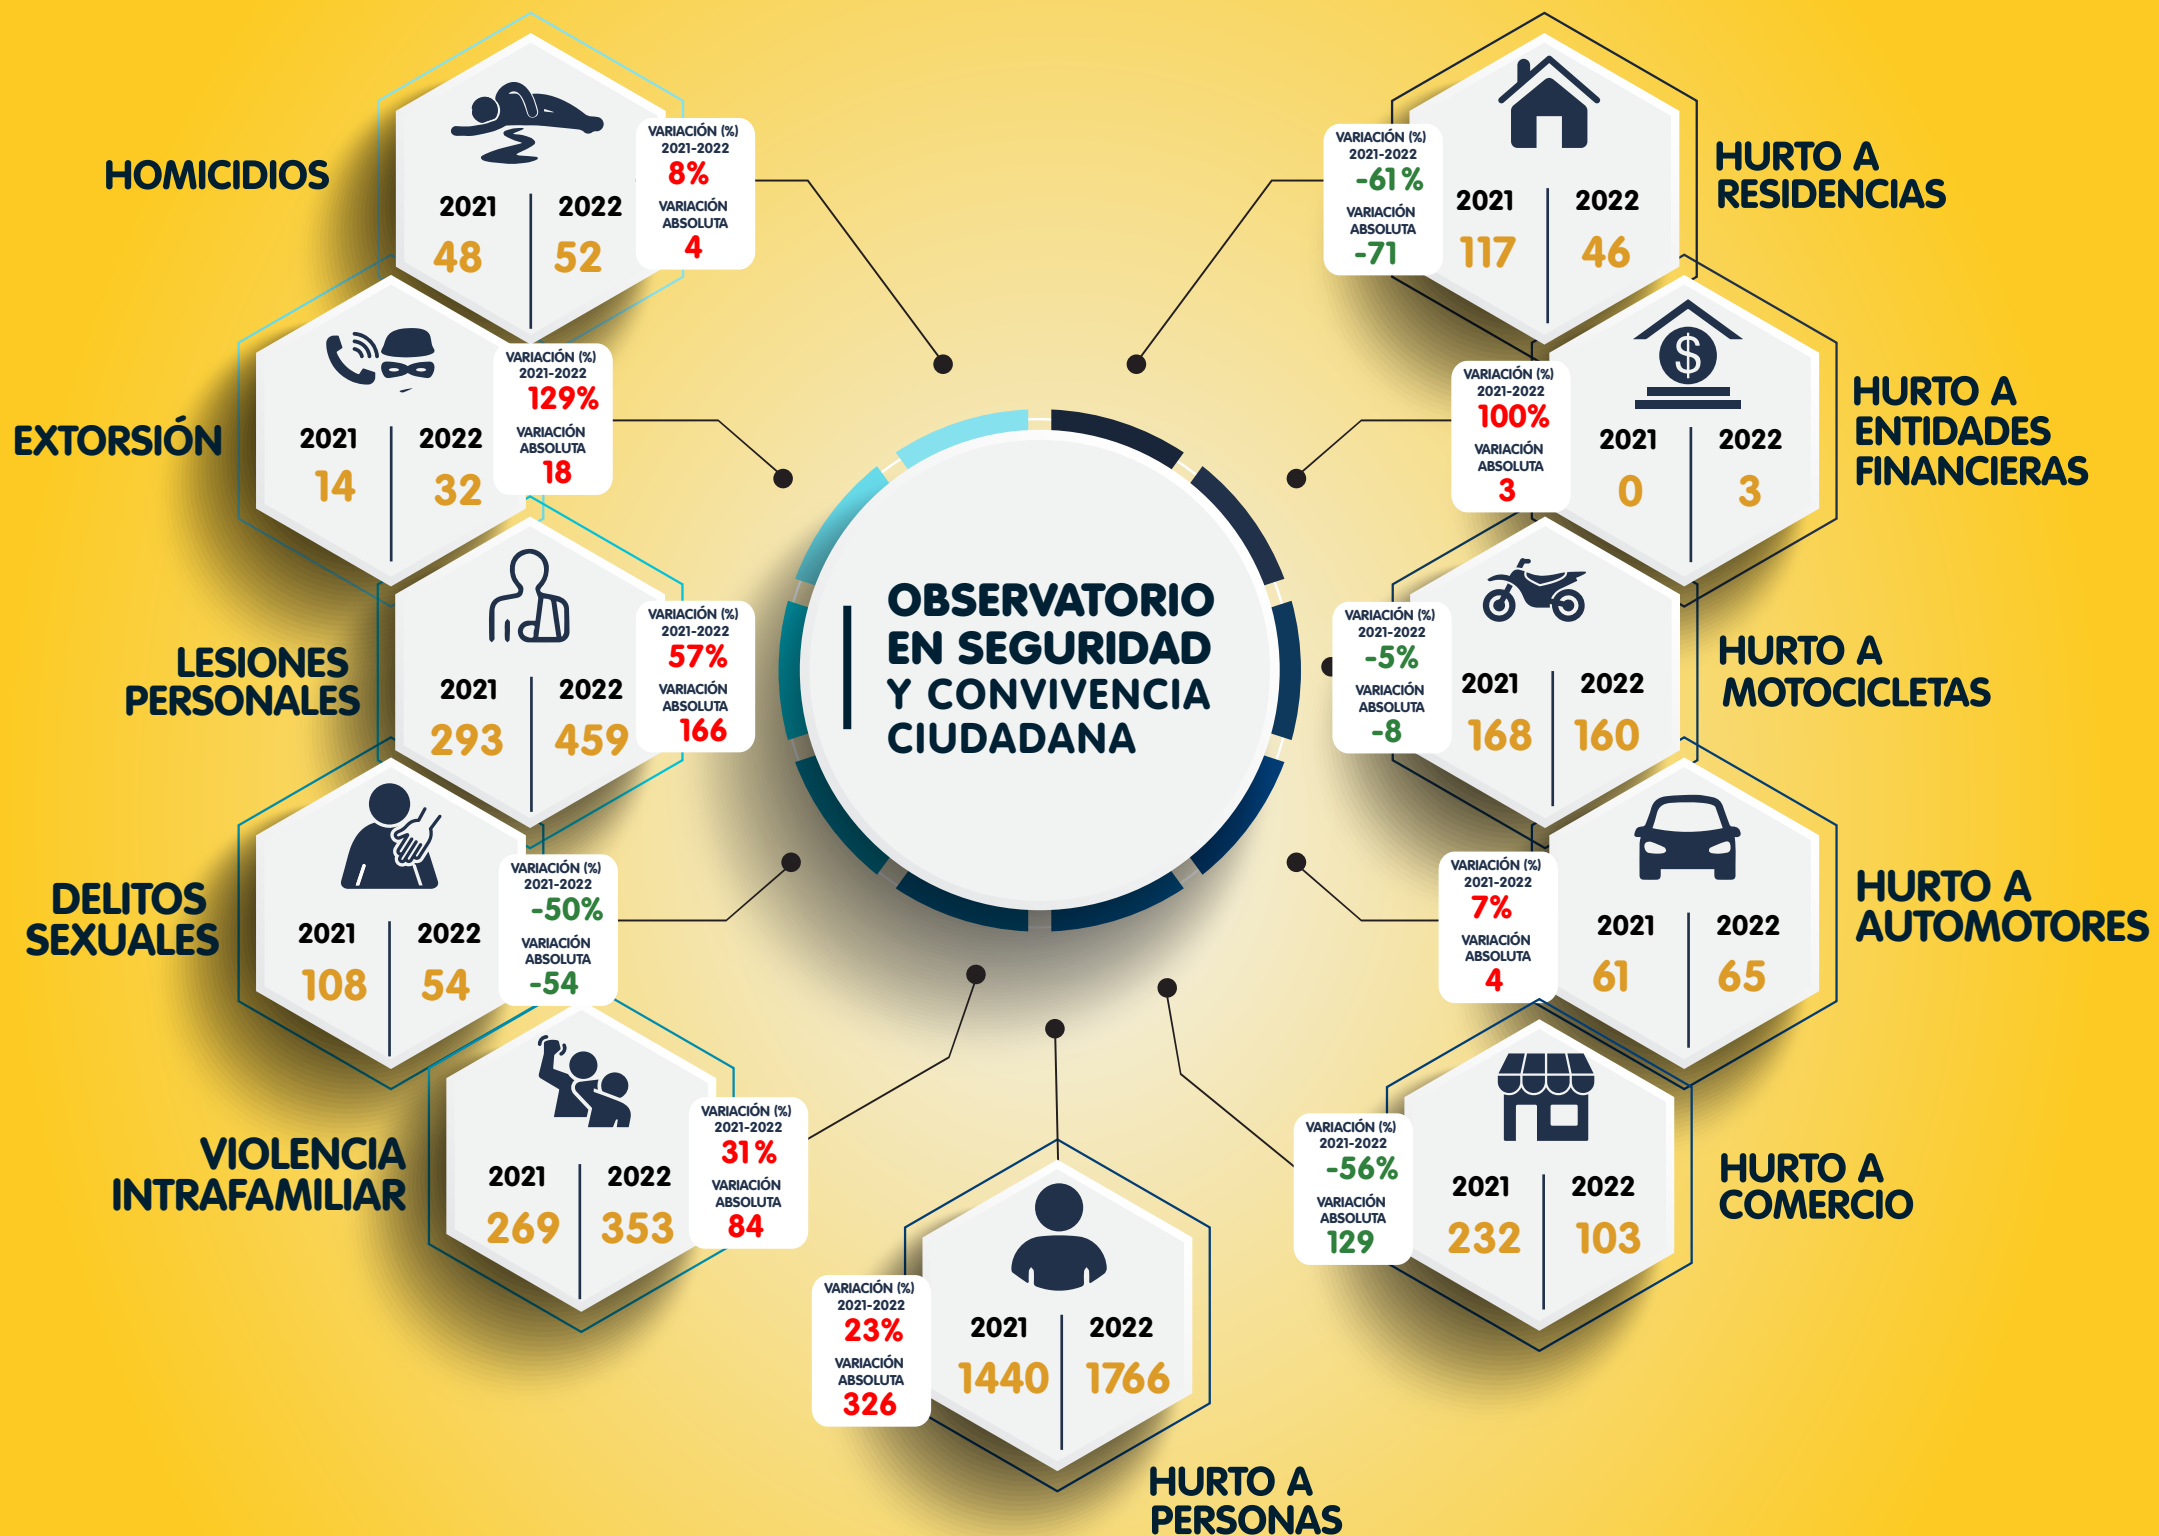 HOMICIDIOS
2021
2022
48
52
VARIACIÓN (%)
2021-2022
8%
VARIACIÓN
ABSOLUTA
4
EXTORSIÓN
2021
2022
14
32
VARIACIÓN (%)
2021-2022
129%
VARIACIÓN
ABSOLUTA
18
LESIONES
PERSONALES
2021
2022
293
459
VARIACIÓN (%)
2021-2022
57%
VARIACIÓN
ABSOLUTA
166
DELITOS
SEXUALES
2021
2022
108
54
VARIACIÓN (%)
2021-2022
-50%
VARIACIÓN
ABSOLUTA
-54
VIOLENCIA
INTRAFAMILIAR
2021
2022
269
353
VARIACIÓN (%)
2021-2022
31%
VARIACIÓN
ABSOLUTA
84
OBSERVATORIO
EN SEGURIDAD
Y CONVIVENCIA
CIUDADANA
VARIACIÓN (%)
2021-2022
23%
VARIACIÓN
ABSOLUTA
326
2021
2022
1440
1766
HURTO A
PERSONAS
VARIACIÓN (%)
2021-2022
-61%
VARIACIÓN
ABSOLUTA
-71
2021
2022
117
46
HURTO A
RESIDENCIAS
VARIACIÓN (%)
2021-2022
100%
VARIACIÓN
ABSOLUTA
3
$
2021
2022
0
3
HURTO A
ENTIDADES
FINANCIERAS
VARIACIÓN (%)
2021-2022
-5%
VARIACIÓN
ABSOLUTA
-8
2021
2022
168
160
HURTO A
MOTOCICLETAS
VARIACIÓN (%)
2021-2022
7%
VARIACIÓN
ABSOLUTA
4
2021
2022
61
65
HURTO A
AUTOMOTORES
VARIACIÓN (%)
2021-2022
-56%
VARIACIÓN
ABSOLUTA
129
2021
2022
232
103
HURTO A
COMERCIO